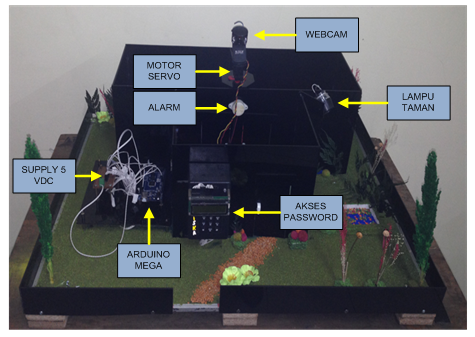 WEBCAM
MOTOR
SERVO
ALARM
LAMPU
TAMAN
SUPPLY 5
VDC
AKSES
PASSWORD
ARDUINO
MEGA